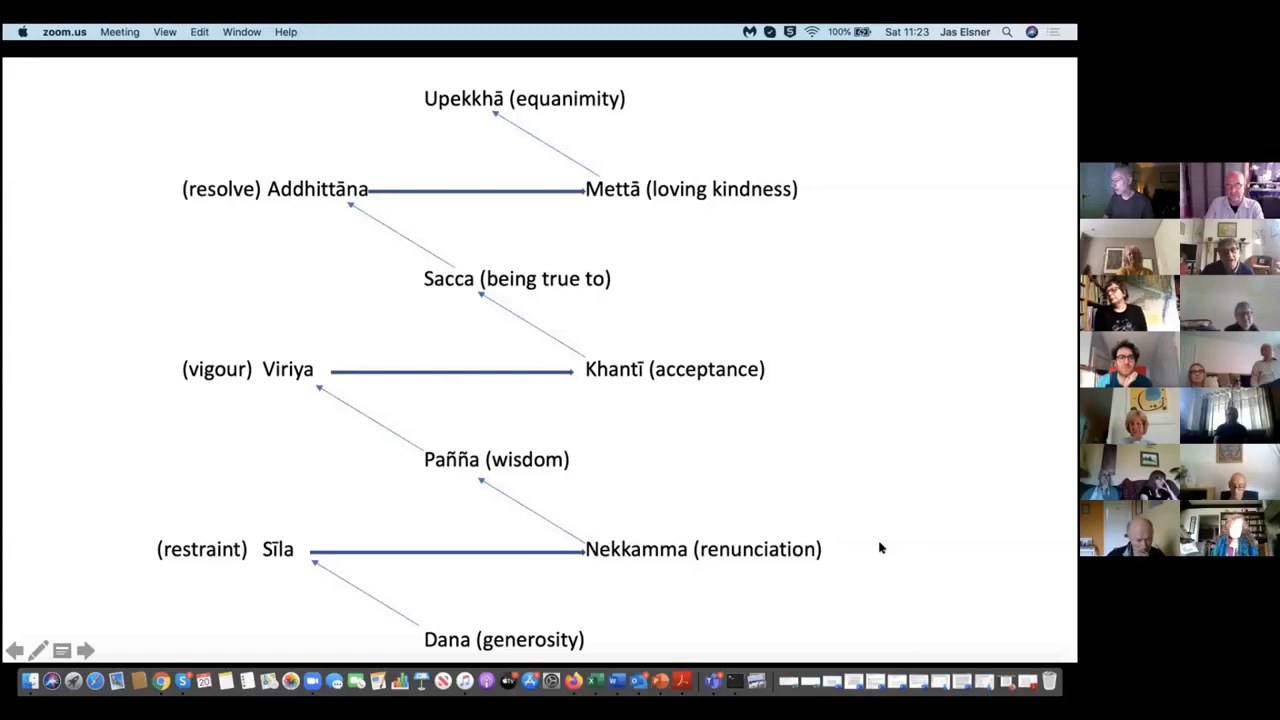 zoom.us Meeting View Edit Window Help 100% Sat 11:23 Jas Elsner
Upekkhā (equanimity)
(resolve) Addhittāna Mettā (loving kindness)
Sacca (being true to)
(vigour) Viriya Khantī (acceptance)
Pañña (wisdom)
(restraint) Sīla Nekkamma (renunciation)
Dana (generosity)